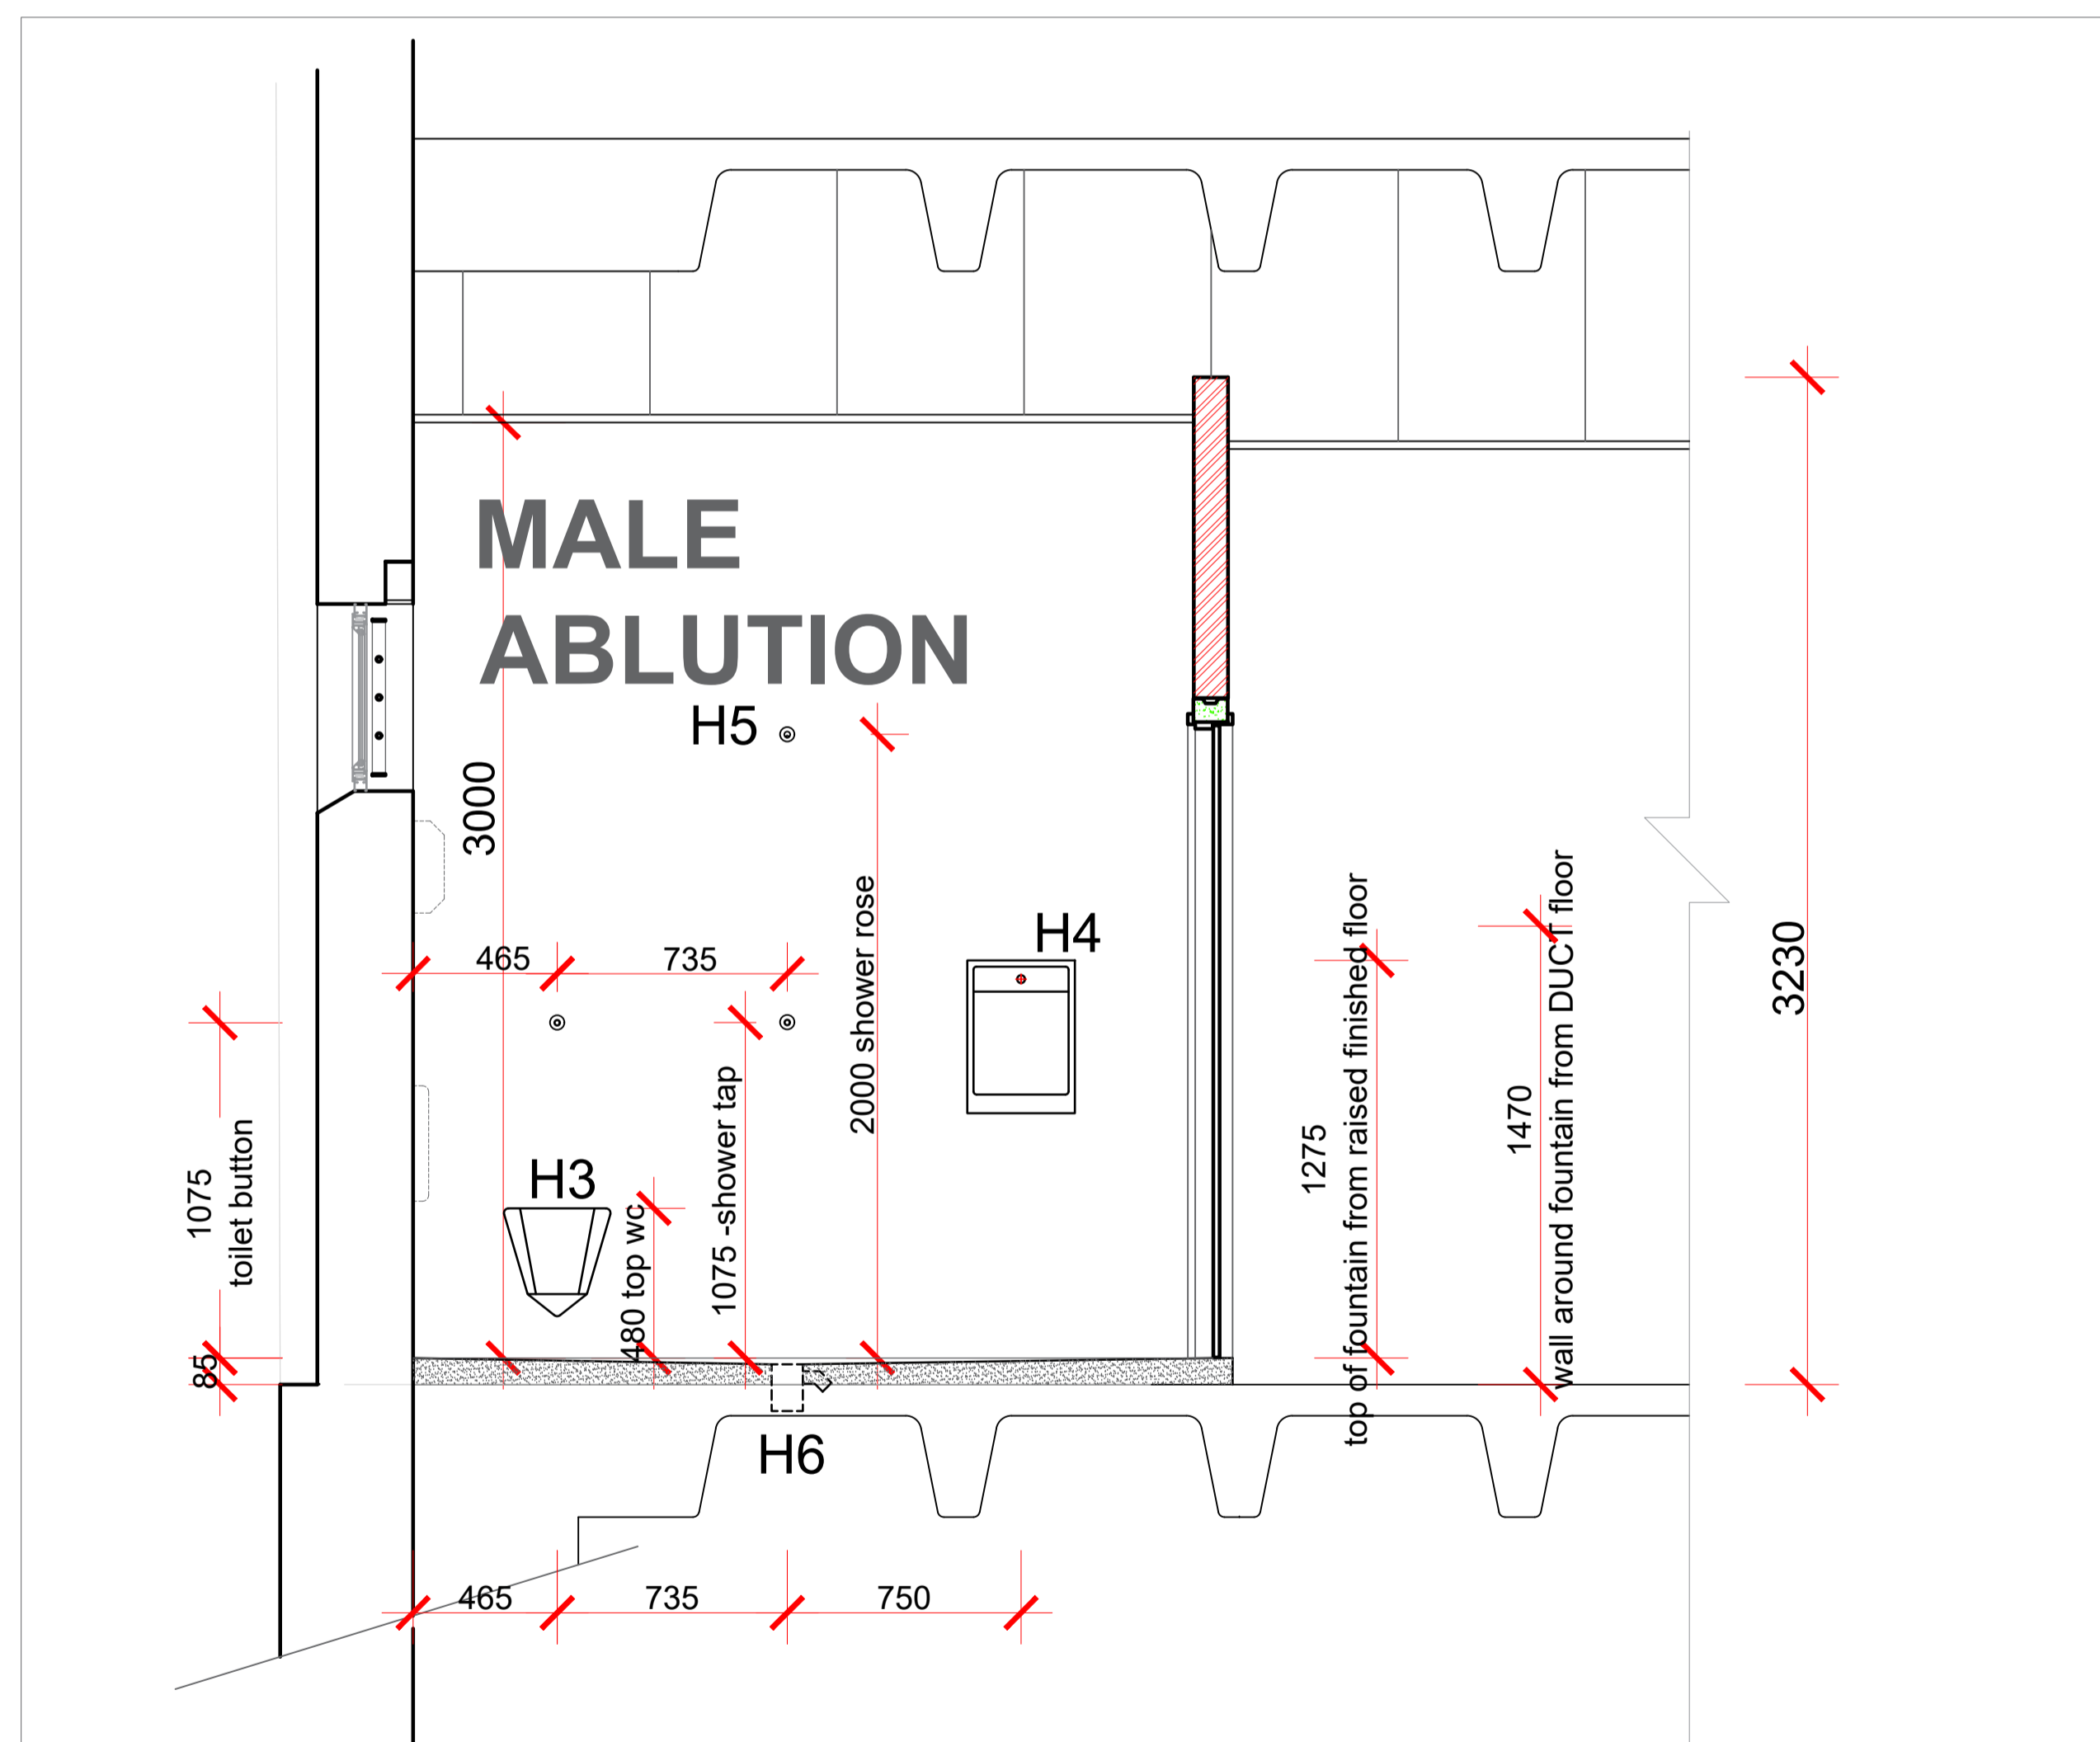 MALE
ABLUTION
H5
3000
2000 shower rose
H4
465
735
1075 -shower tap
H3
480 top wc
1075
toilet button
85
1275
top of fountain from raised finished floor
1470
wall around fountain from DUCT floor
3230
H6
465
735
750